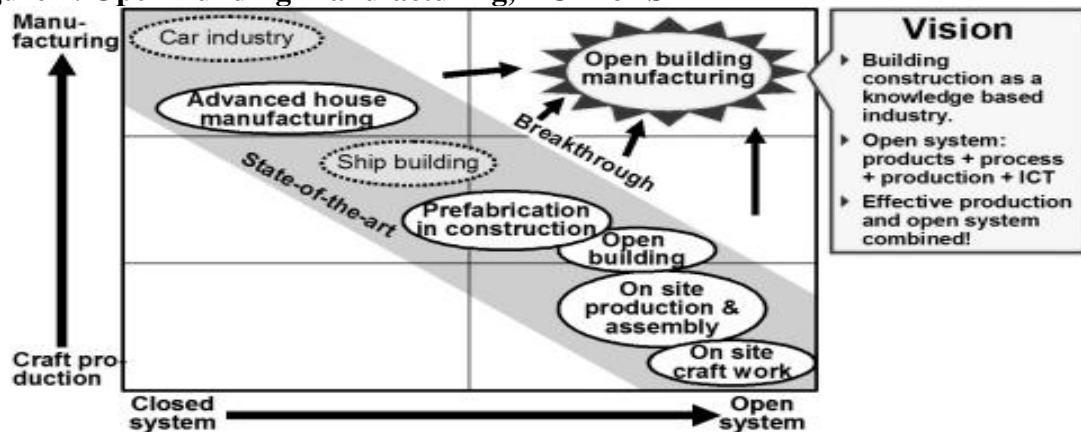 Manu-
facturing
Car industry
Advanced house
manufacturing
Ship building
State-of-the-art
Prefabrication
in construction
Open
building
On site
production &
assembly
On site
craft work
Breakthrough
Open building
manufacturing
Craft pro
duction
Closed
system
Open
system
Vision
Building
construction as a
knowledge based
industry.
Open system:
products + process
+ production + ICT
Effective production
and open system
combined!